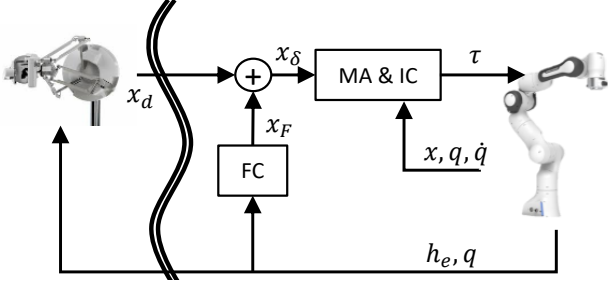 x_δ
MA & IC
τ
x_d
+
x_F
x, q, q̇
FC
h_e, q